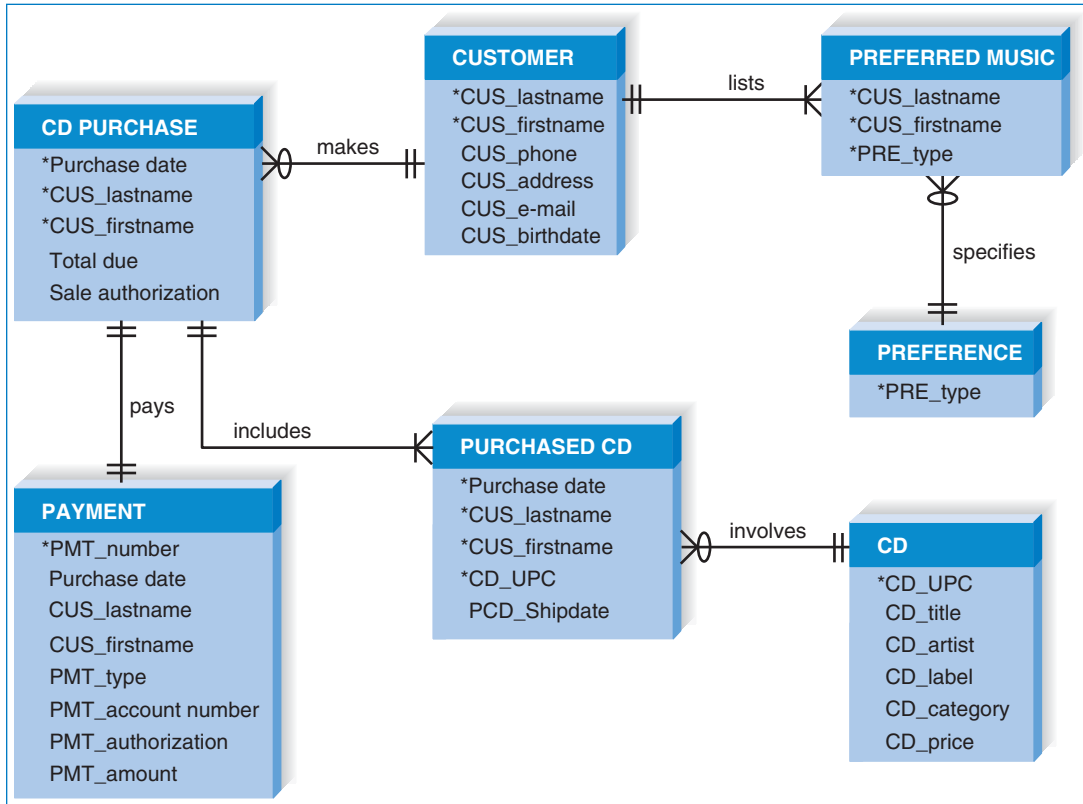 CUSTOMER
*CUS_lastname
*CUS_firstname
CUS_phone
CUS_address
CUS_e-mail
CUS_birthdate
lists
PREFERRED MUSIC
*CUS_lastname
*CUS_firstname
*PRE_type
CD PURCHASE
*Purchase date
*CUS_lastname
*CUS_firstname
Total due
Sale authorization
makes
specifies
PREFERENCE
*PRE_type
pays
includes
PURCHASED CD
*Purchase date
*CUS_lastname
*CUS_firstname
*CD_UPC
PCD_Shipdate
involves
PAYMENT
*PMT_number
Purchase date
CUS_lastname
CUS_firstname
PMT_type
PMT_account number
PMT_authorization
PMT_amount
CD
*CD_UPC
CD_title
CD_artist
CD_label
CD_category
CD_price